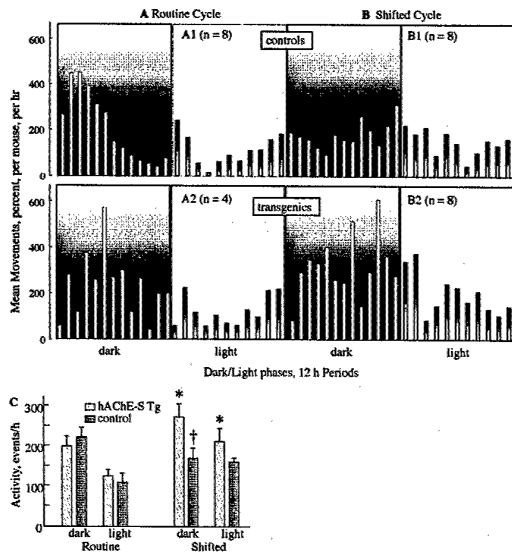 A Routine Cycle
B Shifted Cycle
A1 (n = 8)
controls
B1 (n = 8)
600
400
200
0
A2 (n = 4)
transgenics
B2 (n = 8)
600
400
200
0
Mean Movements, percent, per mouse, per hr
dark
light
dark
light
Dark/Light phases, 12 h Periods
C
hAChE-S Tg
control
Activity, events/h
300
200
100
0
*
†
*
dark
light
dark
light
Routine
Shifted